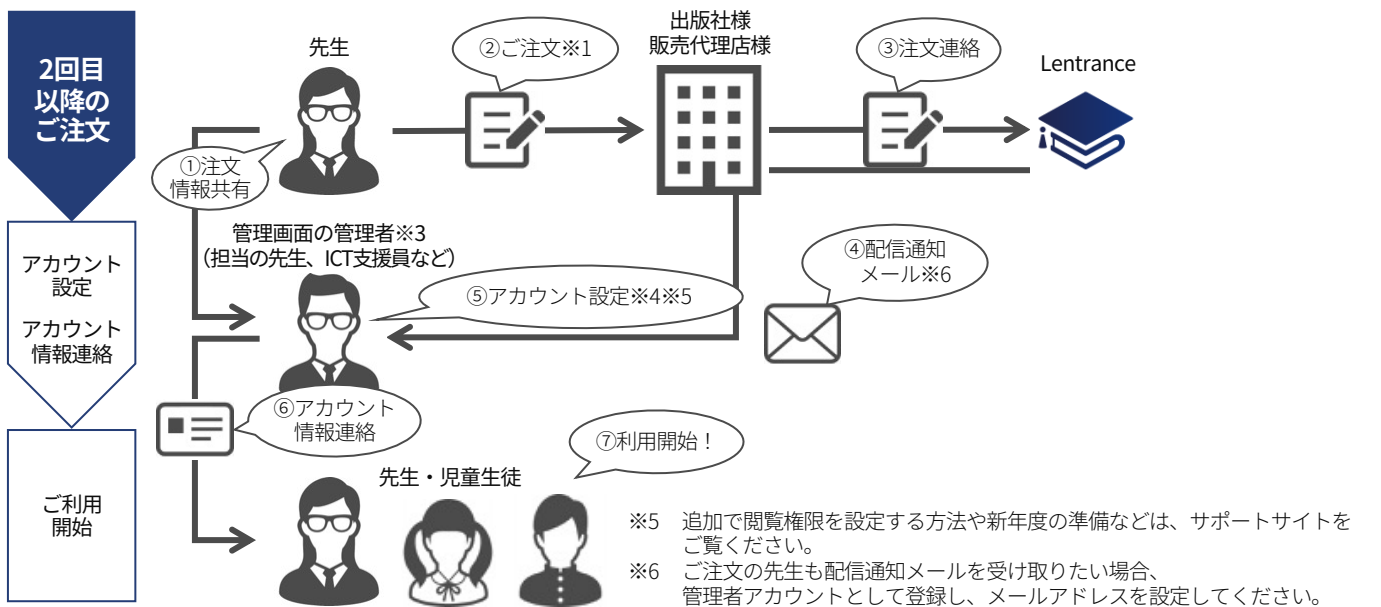 2回目
以降の
ご注文
先生
②ご注文※1
出版社様
販売代理店様
③注文連絡
Lentrance
①注文
情報共有
アカウント
設定
アカウント
情報連絡
管理画面の管理者※3
(担当の先生、ICT支援員など)
④配信通知
メール※6
⑤アカウント設定※4※5
⑥アカウント
情報連絡
⑦利用開始！
ご利用
開始
先生・児童生徒
※5 追加で閲覧権限を設定する方法や新年度の準備などは、サポートサイトを
ご覧ください。
※6 ご注文の先生も配信通知メールを受け取りたい場合、
管理者アカウントとして登録し、メールアドレスを設定してください。